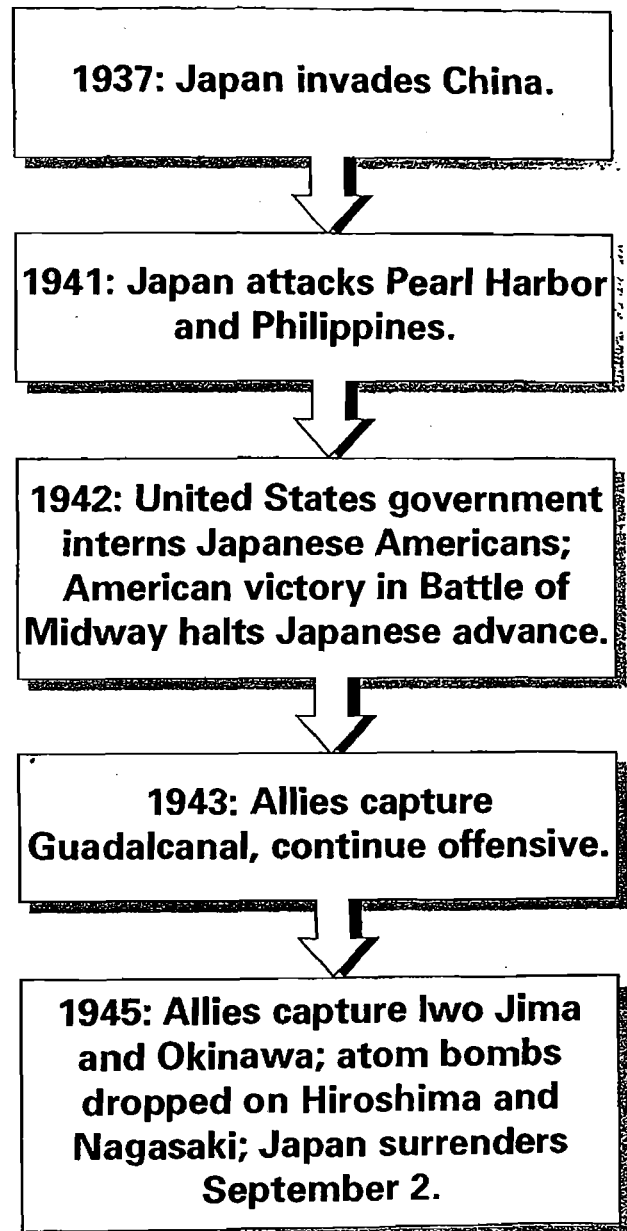 1937: Japan invades China.
1941: Japan attacks Pearl Harbor
and Philippines.
1942: United States government
interns Japanese Americans;
American victory in Battle of
Midway halts Japanese advance.
1943: Allies capture
Guadalcanal, continue offensive.
1945: Allies capture Iwo Jima
and Okinawa; atom bombs
dropped on Hiroshima and
Nagasaki; Japan surrenders
September 2.